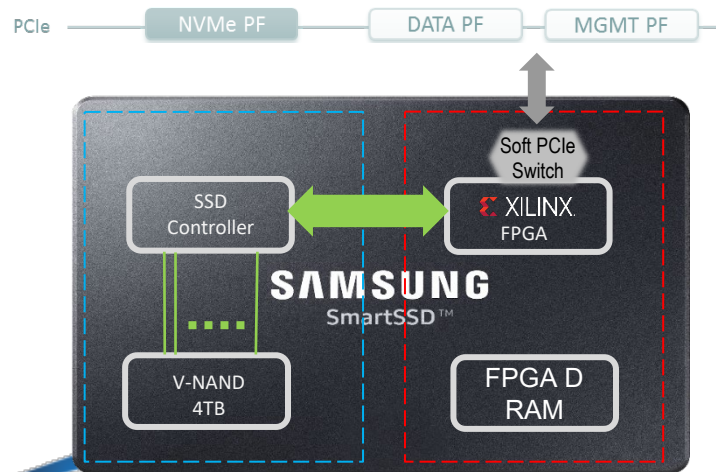 PCIe NVMe PF DATA PF MGMT PF
Soft PCIe
Switch
SSD
Controller
XILINX.
FPGA
SAMSUNG
SmartSSD™
V-NAND
4TB
FPGA D
RAM